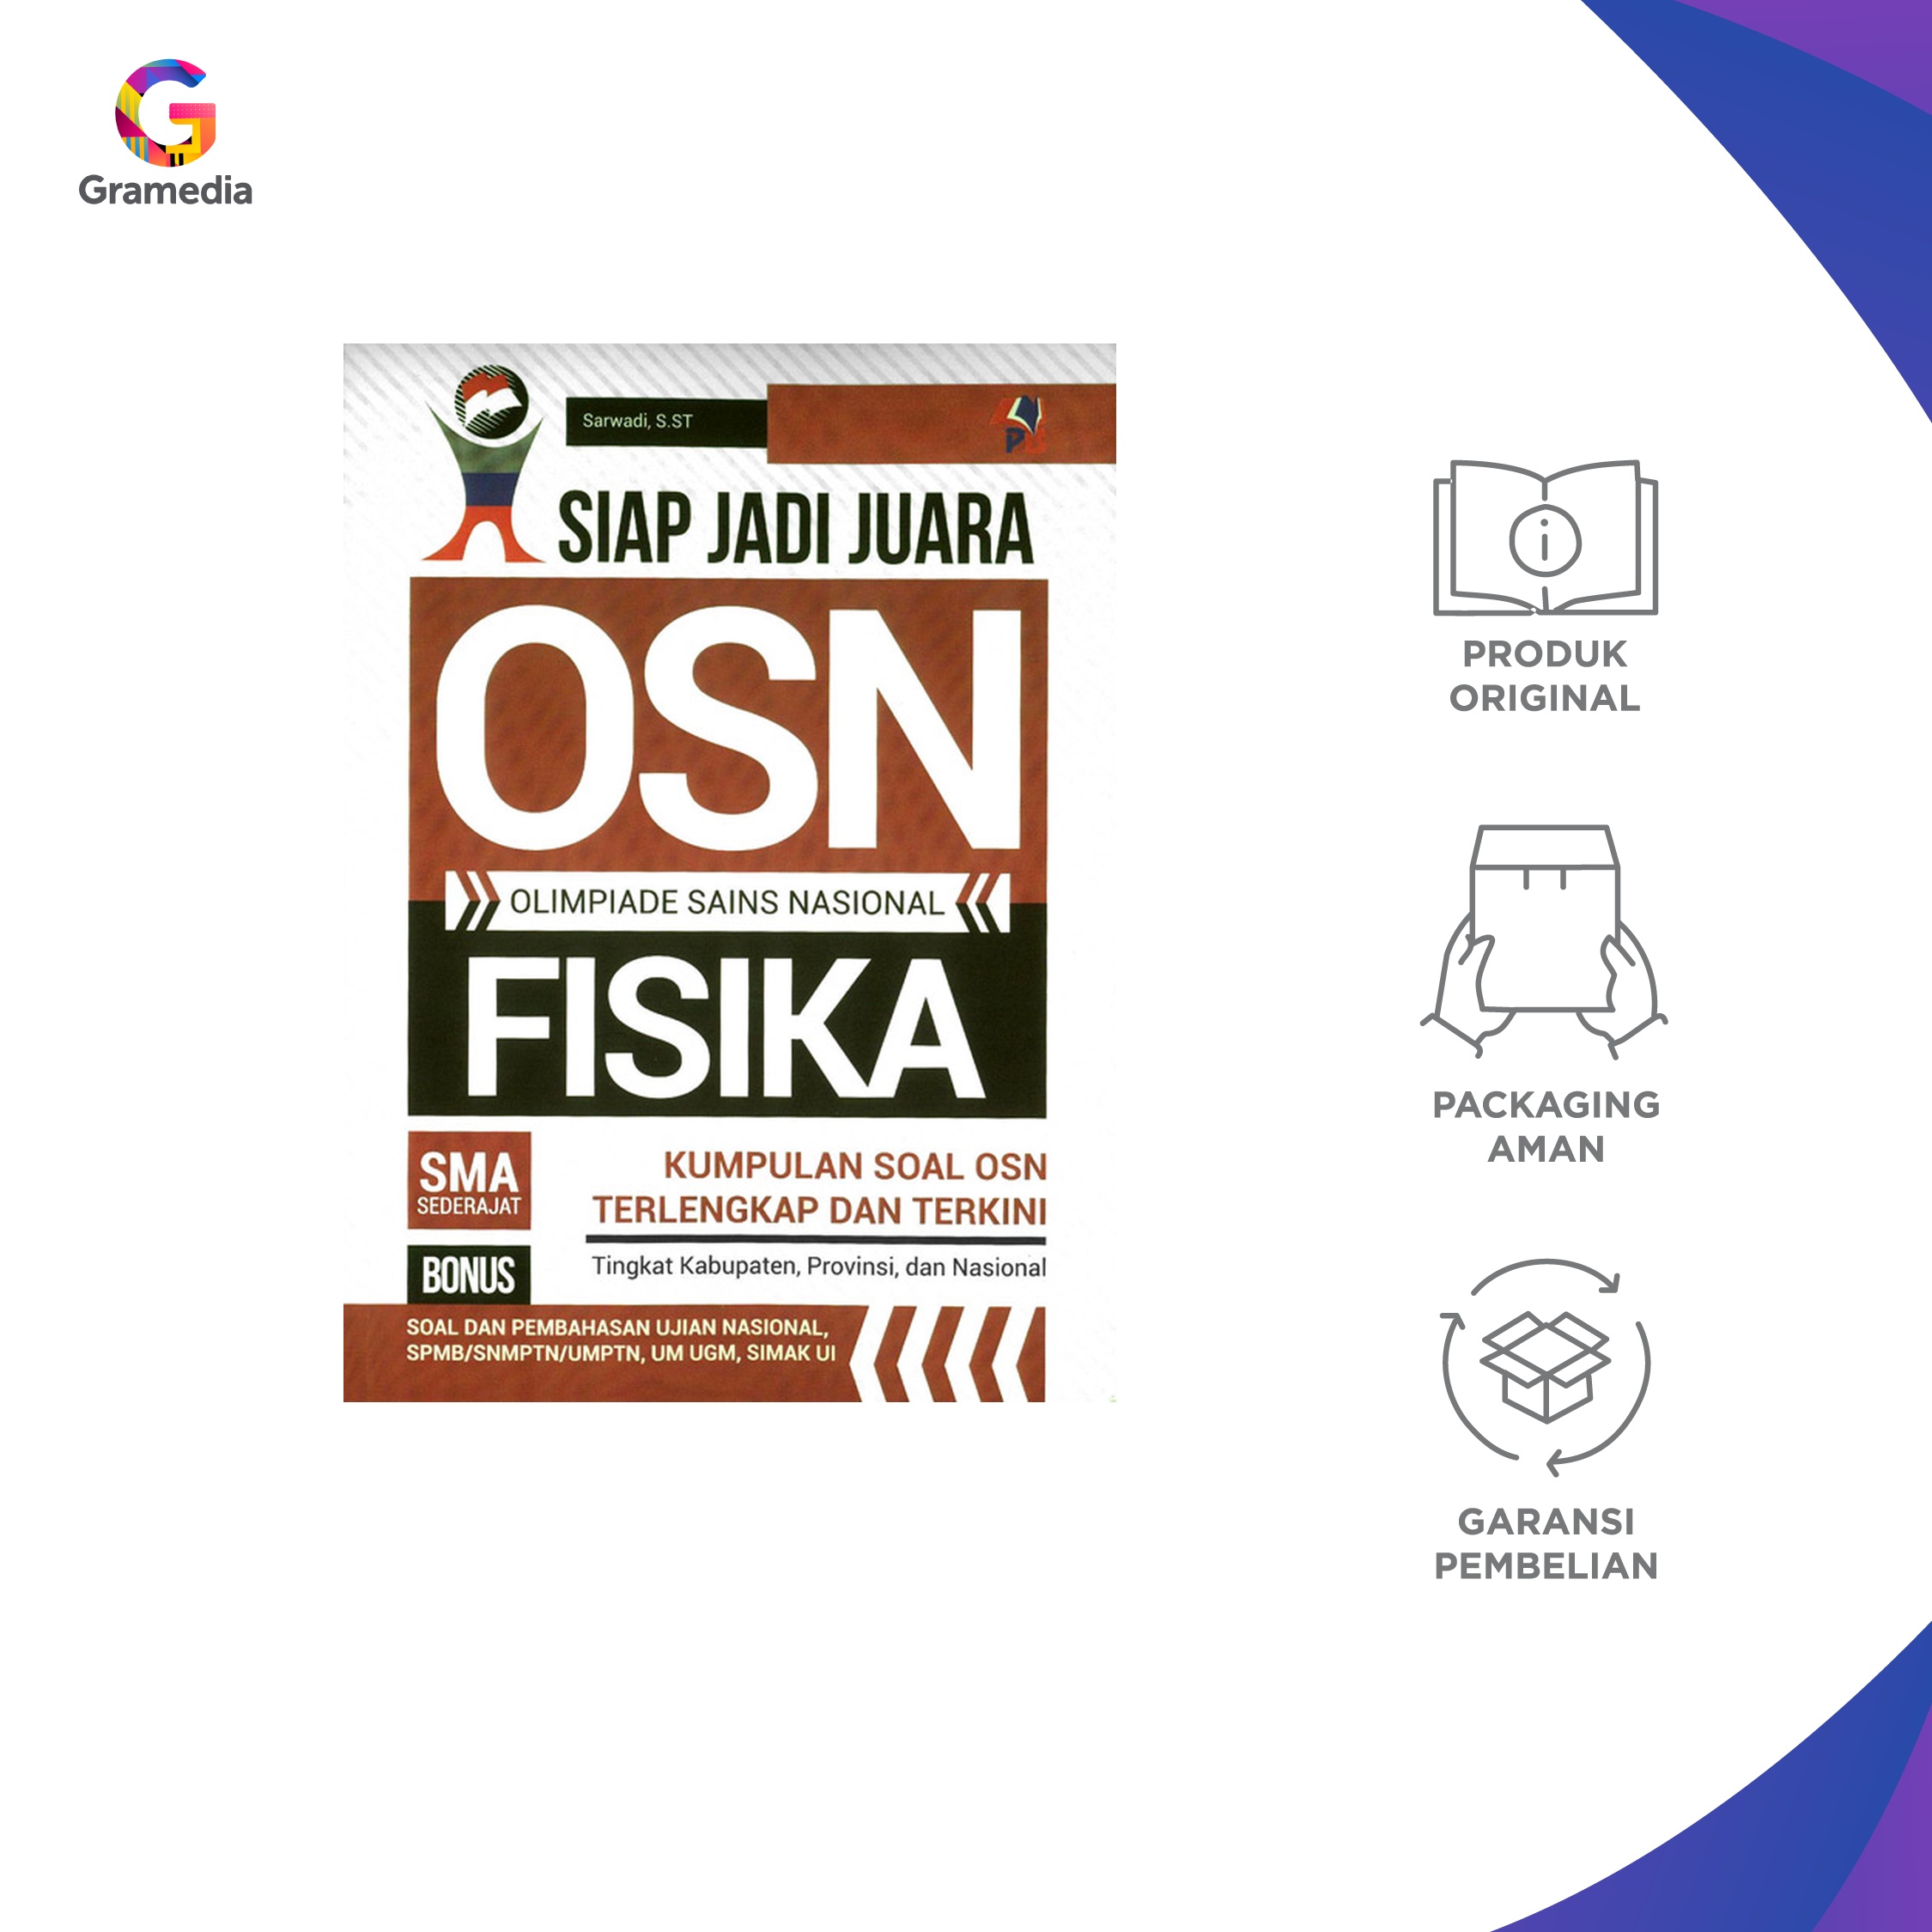 Gramedia
Sarwadi, S.ST
SIAP JADI JUARA
OSN
OLIMPIADE SAINS NASIONAL
FISIKA
SMA
SEDERAJAT
BONUS
KUMPULAN SOAL OSN
TERLENGKAP DAN TERKINI
Tingkat Kabupaten, Provinsi, dan Nasional
SOAL DAN PEMBAHASAN UJIAN NASIONAL,
SPMB/SNMPTN/UMPTN, UM UGM, SIMAK UI
PRODUK
ORIGINAL
PACKAGING
AMAN
GARANSI
PEMBELIAN